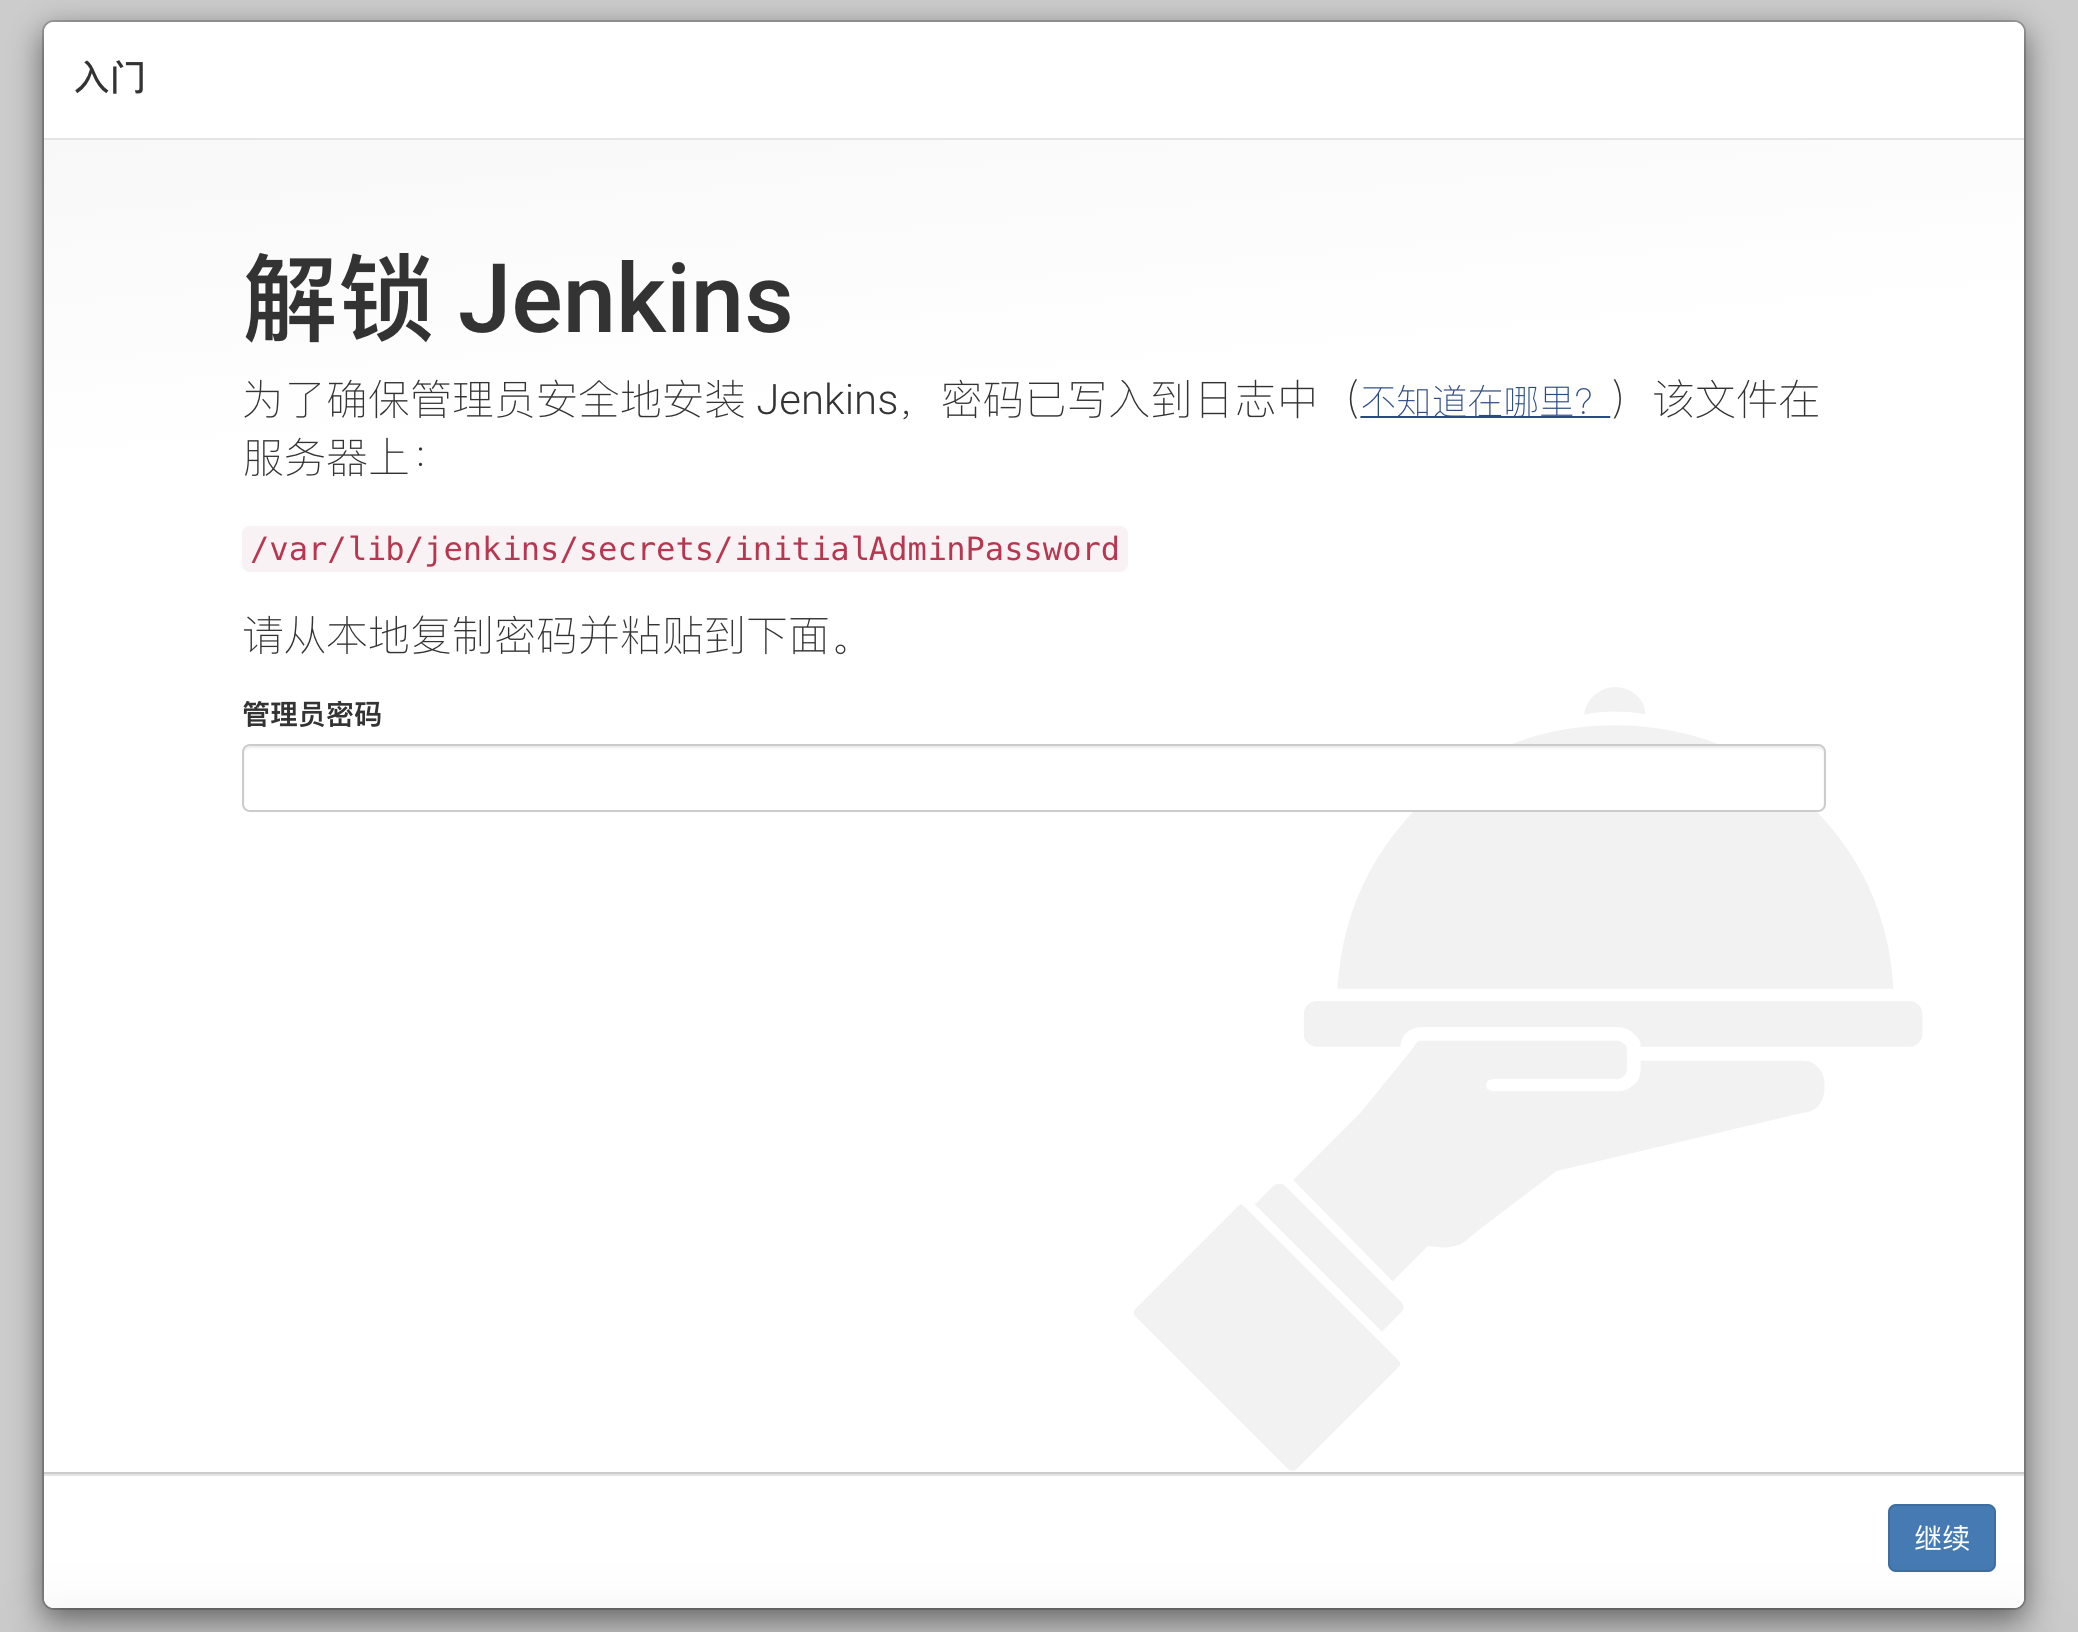 入门
解锁 Jenkins
为了确保管理员安全地安装 Jenkins，密码已写入到日志中（不知道在哪里？）该文件在
服务器上：
/var/lib/jenkins/secrets/initialAdminPassword
请从本地复制密码并粘贴到下面。
管理员密码
继续